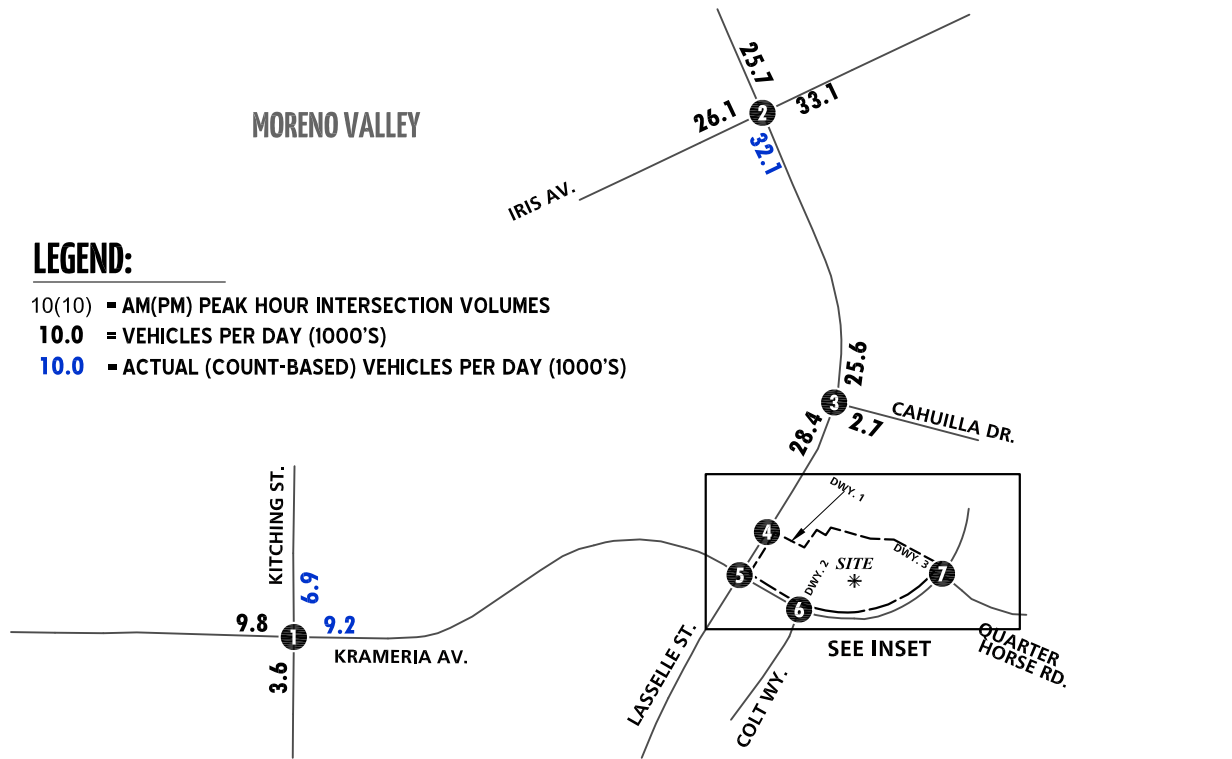 25.7
33.1
26.1
2
32.1
MORENO VALLEY
IRIS AV.
LEGEND:
10(10) = AM(PM) PEAK HOUR INTERSECTION VOLUMES
10.0 = VEHICLES PER DAY (1000'S)
10.0 = ACTUAL (COUNT-BASED) VEHICLES PER DAY (1000'S)
25.6
3
CAHUILLA DR.
28.4
2.7
KITCHING ST.
DWY. 1
4
DWY. 3
SITE
5
DWY. 2
7
6.9
6
9.8
1
9.2
KRAMERIA AV.
3.6
LASSELLE ST.
SEE INSET
QUARTER
HORSE RD.
COLT WY.